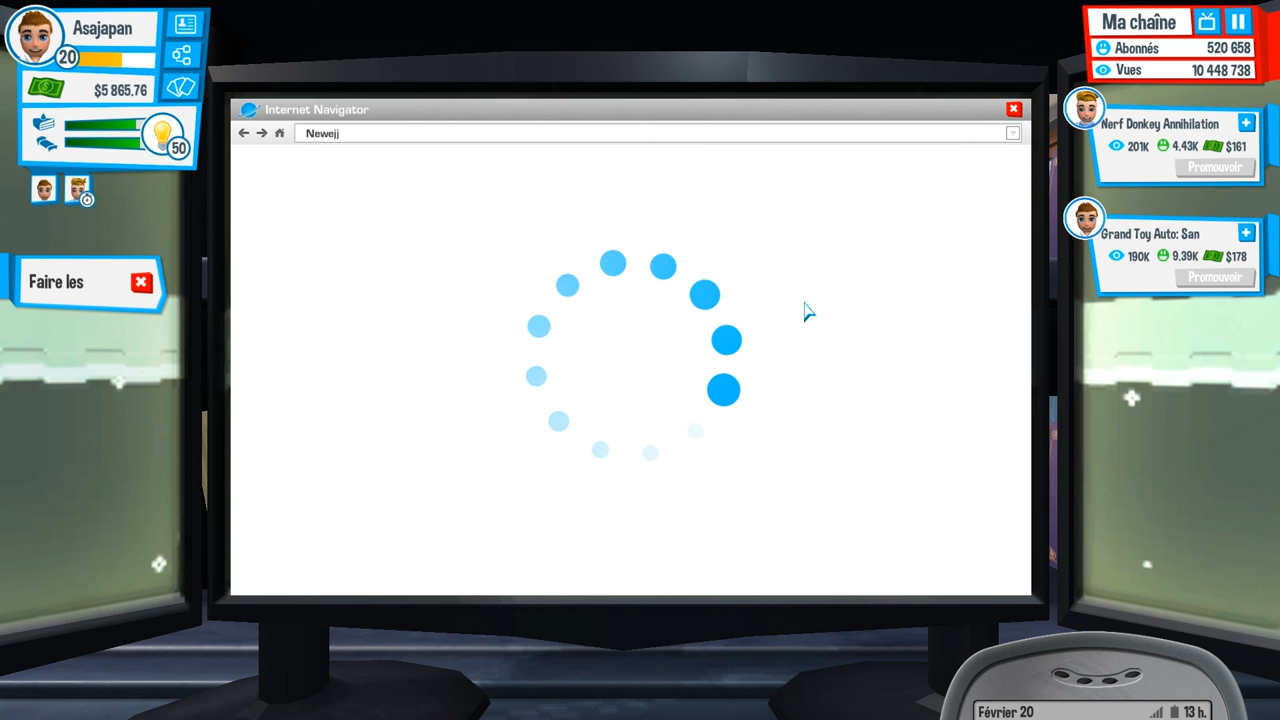 Asajapan
20
$5 865.76
50
Faire les
Internet Navigator
Newejj
Ma chaîne
Abonnés 520 658
Vues 10 448 738
Nerf Donkey Annihilation
201K 4.43K $161
Promouvoir
Grand Toy Auto: San
190K 9.39K $178
Promouvoir
Février 20 13 h.